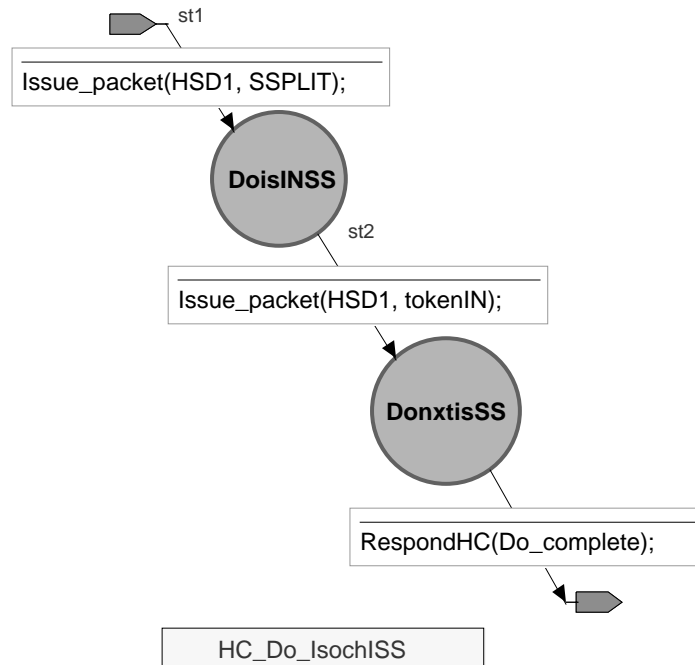 st1
Issue_packet(HSD1, SSPLIT);
DoisINSS
st2
Issue_packet(HSD1, tokenIN);
DonxtisSS
RespondHC(Do_complete);
HC_Do_IsochISS